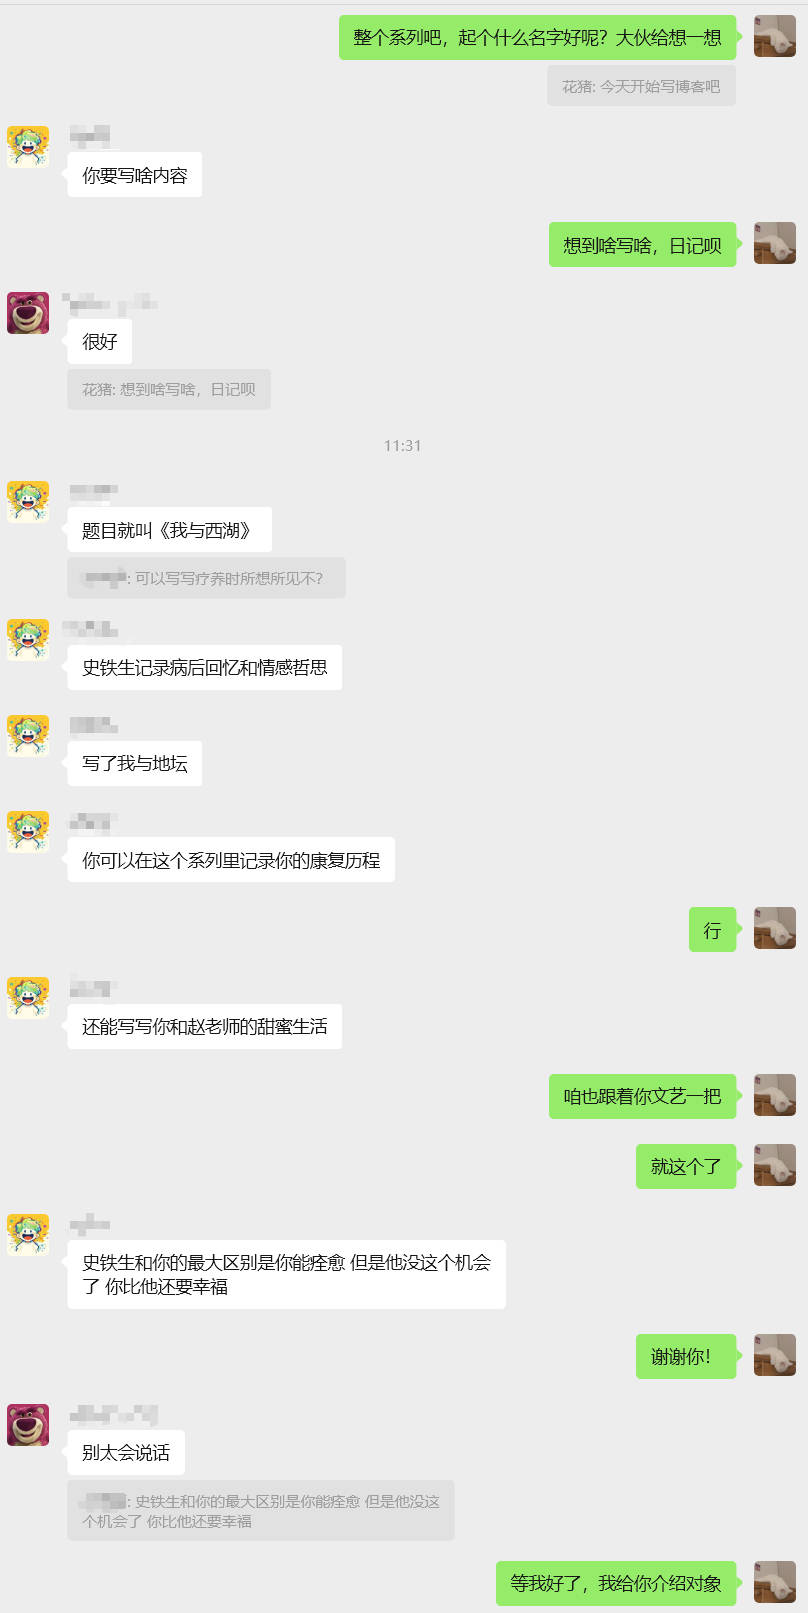 整个系列吧，起个什么名字好呢？大伙给想一想
花猪: 今天开始写博客吧
你要写啥内容
想到啥写啥，日记呗
很好
花猪: 想到啥写啥，日记呗
11:31
题目就叫《我与西湖》
: 可以写写疗养时所想所见不？
史铁生记录病后回忆和情感哲思
写了我与地坛
你可以在这个系列里记录你的康复历程
行
还能写写你和赵老师的甜蜜生活
咱也跟着你文艺一把
就这个了
史铁生和你的最大区别是你能痊愈 但是他没这个机会
了 你比他还要幸福
谢谢你！
别太会说话
: 史铁生和你的最大区别是你能痊愈 但是他没这
个机会了 你比他还要幸福
等我好了，我给你介绍对象